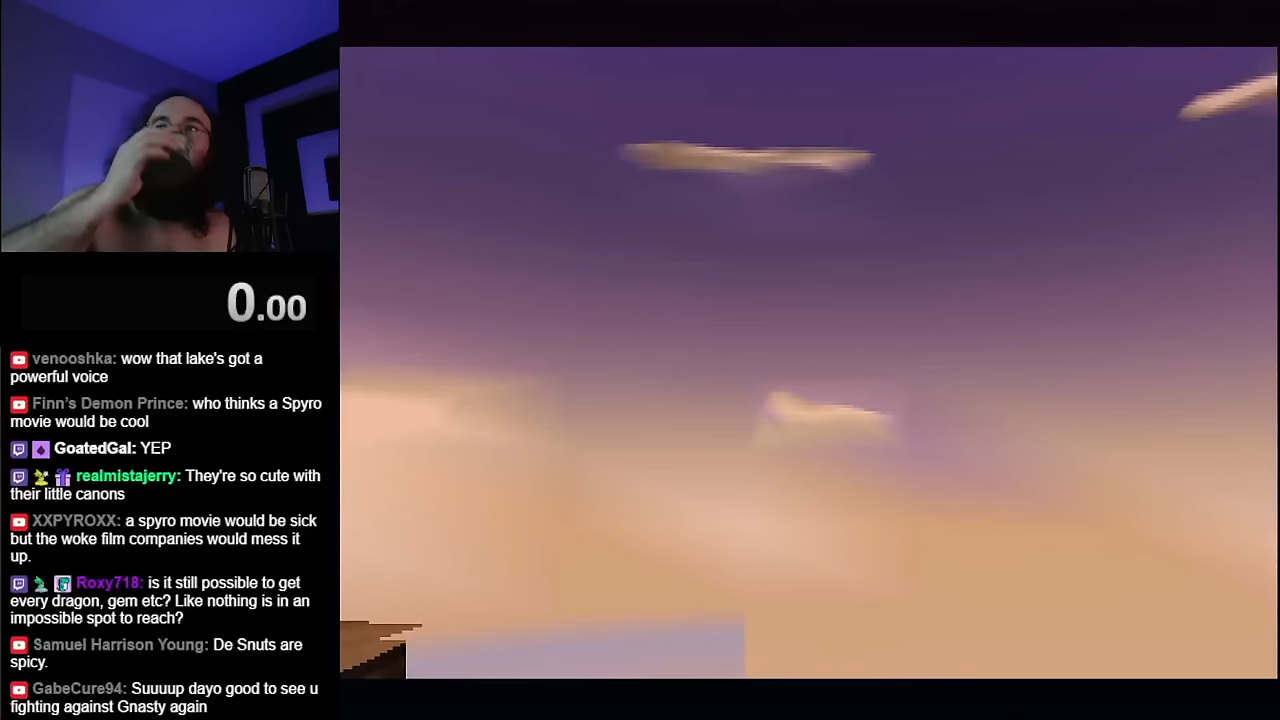 0.00
venooshka: wow that lake's got a
powerful voice
Finn's Demon Prince: who thinks a Spyro
movie would be cool
GoatedGal: YEP
realmistajerry: They're so cute with
their little canons
XXPYROXX: a spyro movie would be sick
but the woke film companies would mess it
up.
Roxy718: is it still possible to get
every dragon, gem etc? Like nothing is in an
impossible spot to reach?
Samuel Harrison Young: De Snuts are
spicy.
GabeCure94: Suuuup dayo good to see u
fighting against Gnasty again